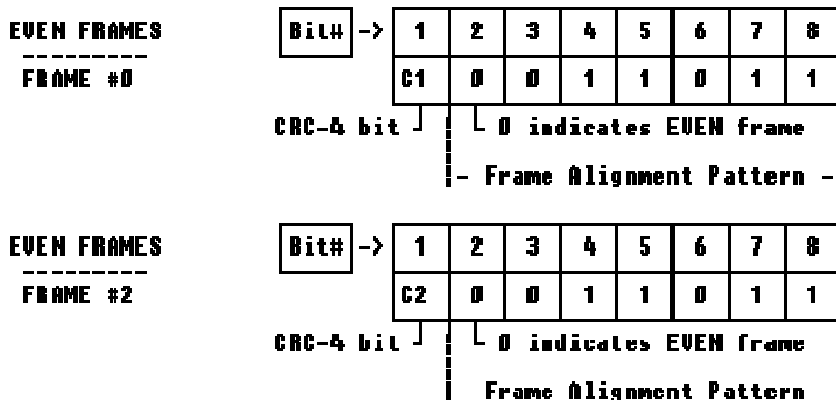 EVEN FRAMES Bit# -> 1 2 3 4 5 6 7 8
FRAME #0 C1 0 0 1 1 0 1 1
CRC-4 bit 0 indicates EVEN frame
- Frame Alignment Pattern -
EVEN FRAMES Bit# -> 1 2 3 4 5 6 7 8
FRAME #2 C2 0 0 1 1 0 1 1
CRC-4 bit 0 indicates EVEN frame
Frame Alignment Pattern